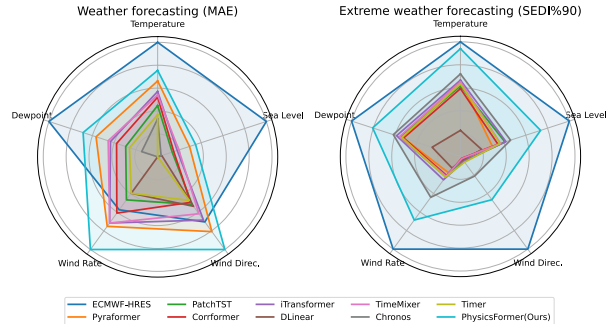 Weather forecasting (MAE)
Extreme weather forecasting (SEDI%90)
Temperature
Temperature
Dewpoint
Sea Level
Dewpoint
Sea Level
Wind Rate
Wind Direc.
Wind Rate
Wind Direc.
ECMWF-HRES
PatchTST
iTransformer
TimeMixer
Timer
Pyraformer
Corrformer
DLinear
Chronos
PhysicsFormer(Ours)